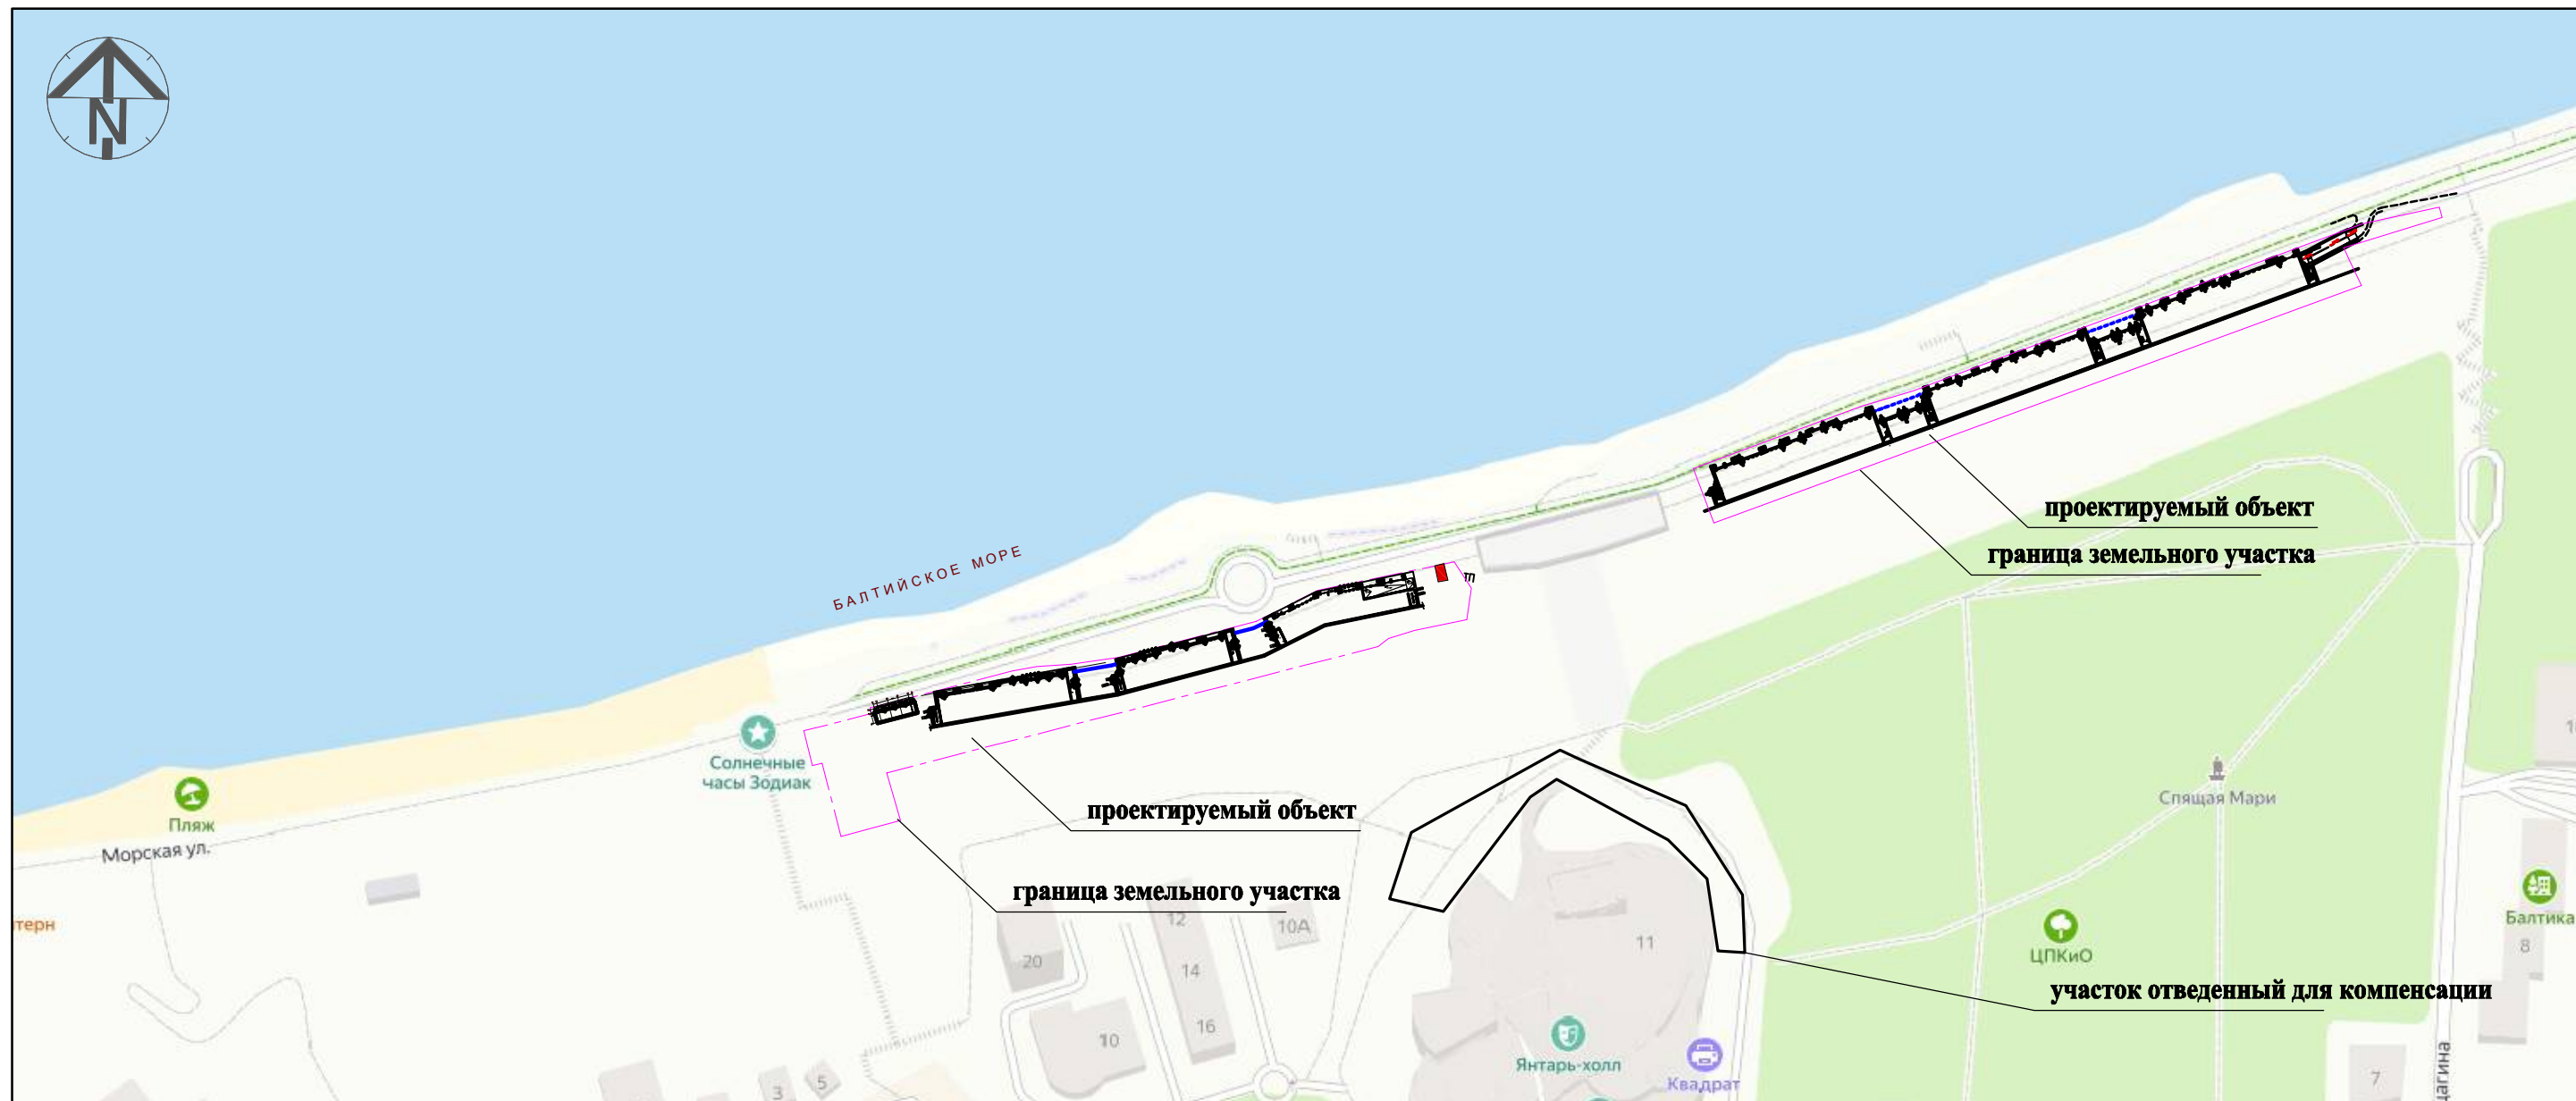 N
проектируемый объект
граница земельного участка
БАЛТИЙСКОЕ МОРЕ
ТП
Солнечные
часы Зодиак
Пляж
Морская ул.
проектируемый объект
Спящая Мари
граница земельного участка
12
10А
20
14
16
10
11
ЦПКиО
Балтика
8
участок отведенный для компенсации
Янтарь-холл
Квадрат
3
5
7